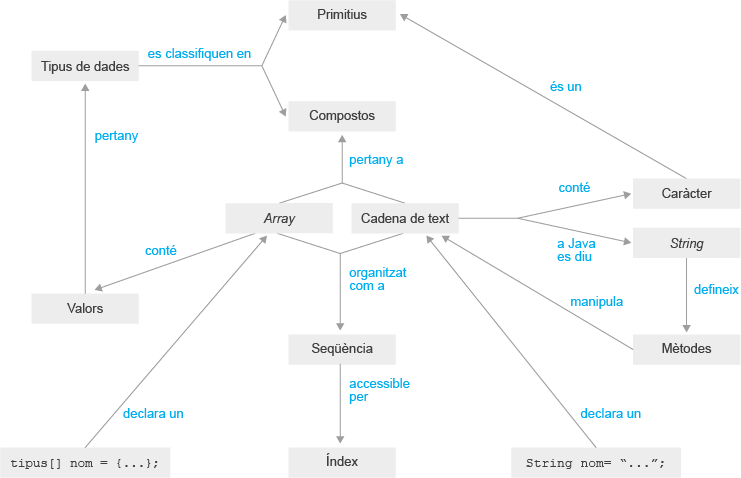 Primitius
es classifiquen en
Tipus de dades
és un
Compostos
pertany
pertany a
conté
Caràcter
Array
Cadena de text
a Java
es diu
String
conté
organitzat
com a
defineix
manipula
Valors
Seqüència
Mètodes
accessible
per
declara un
declara un
tipus[] nom = {...};
Índex
String nom= “...”;